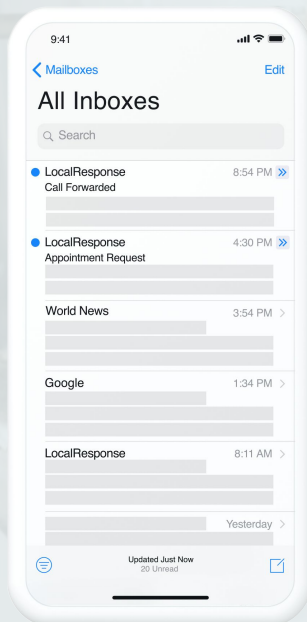 9:41
Mailboxes
Edit
All Inboxes
Search
LocalResponse 8:54 PM
Call Forwarded
LocalResponse 4:30 PM
Appointment Request
World News 3:54 PM
Google 1:34 PM
LocalResponse 8:11 AM
Yesterday
Updated Just Now
20 Unread